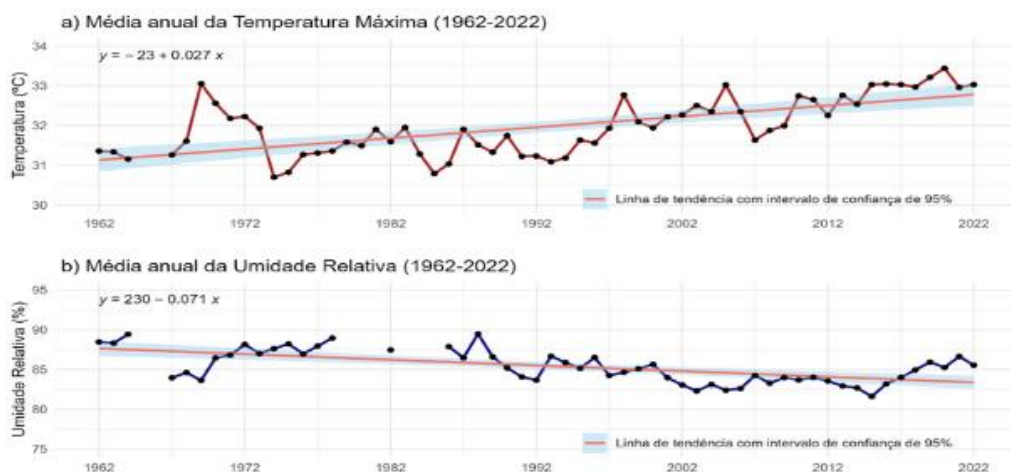 a) Média anual da Temperatura Máxima (1962-2022)
y = − 23 + 0.027 x
Temperatura (ºC)
34
33
32
31
30
Linha de tendência com intervalo de confiança de 95%
1962 1972 1982 1992 2002 2012 2022
b) Média anual da Umidade Relativa (1962-2022)
y = 230 − 0.071 x
Umidade Relativa (%)
95
90
85
80
75
Linha de tendência com intervalo de confiança de 95%
1962 1972 1982 1992 2002 2012 2022